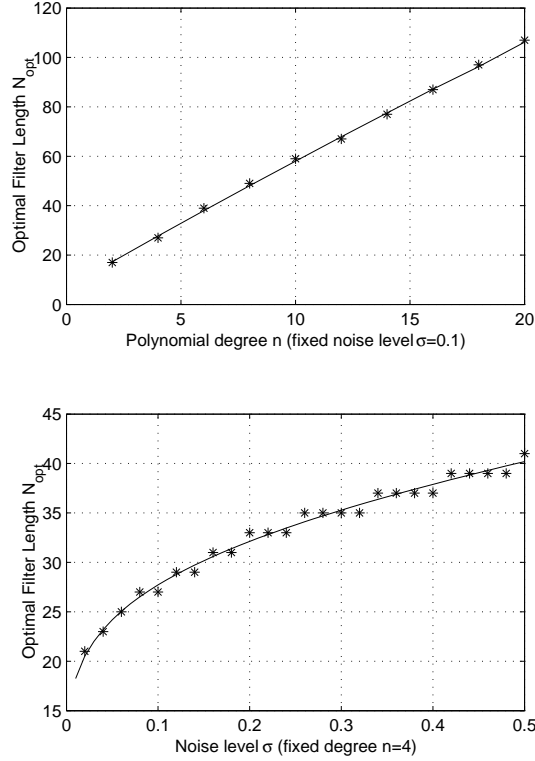 120
100
80
60
40
20
0
Optimal Filter Length N_opt
0 5 10 15 20
Polynomial degree n (fixed noise level σ=0.1)
45
40
35
30
25
20
15
Optimal Filter Length N_opt
0 0.1 0.2 0.3 0.4 0.5
Noise level σ (fixed degree n=4)